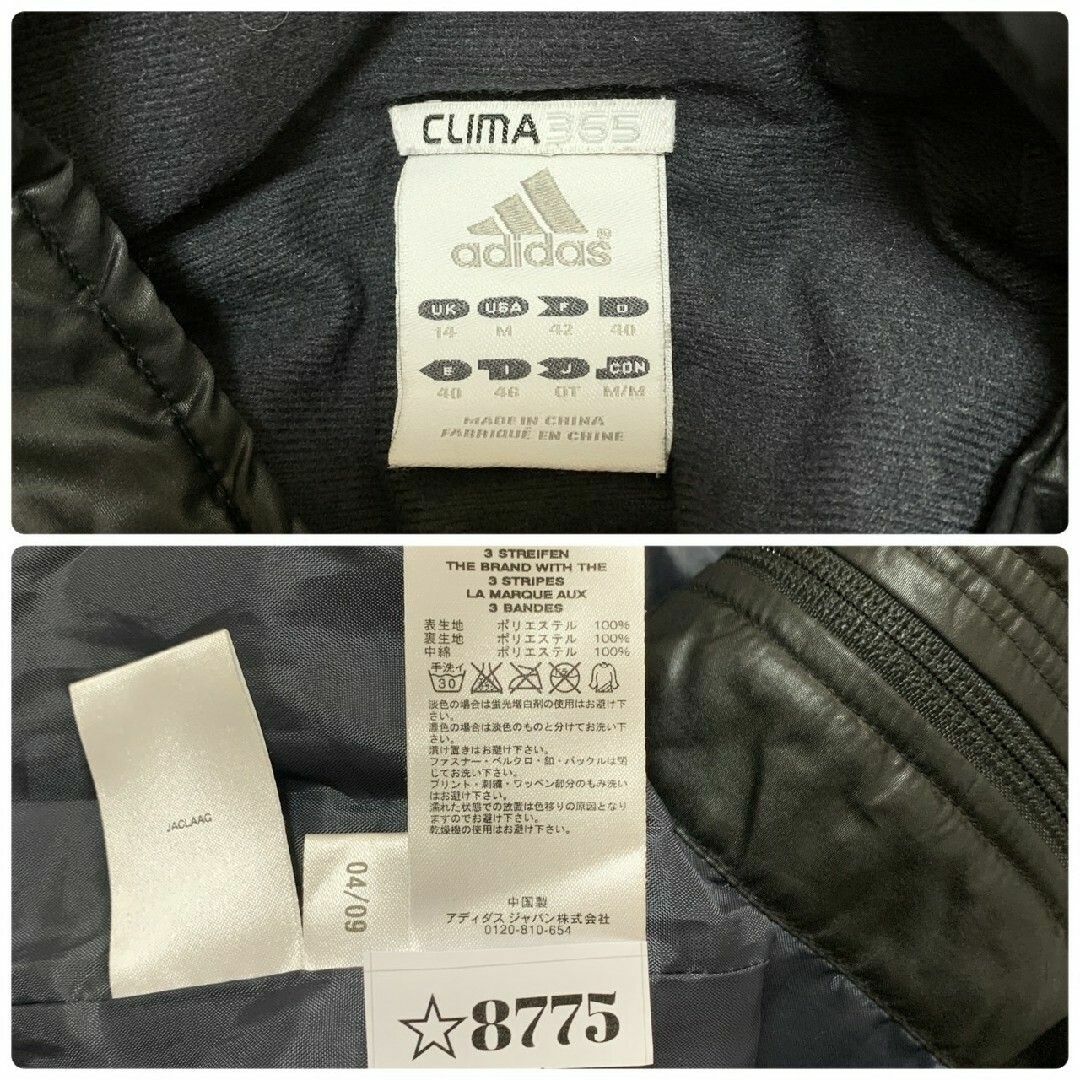 CLIMA365
adidas®
UK USA F D
14 M 42 40
E I J CON
40 46 OT M/M
MADE IN CHINA
FABRIQUÉ EN CHINE
3 STREIFEN
THE BRAND WITH THE
3 STRIPES
LA MARQUE AUX
3 BANDES
表生地 ポリエステル 100%
裏生地 ポリエステル 100%
中綿 ポリエステル 100%
手洗イ
30
淡色の場合は蛍光増白剤の使用はお避け下
さい。
濃色の場合は淡色のものと分けてお洗い下
さい。
漬け置きはお避け下さい。
ファスナー・ベルクロ・釦・バックルは閉
じてお洗い下さい。
プリント・刺繍・ワッペン部分のもみ洗い
はお避け下さい。
濡れた状態での放置は色移りの原因となり
ますのでお避け下さい。
乾燥機の使用はお避け下さい。
中国製
アディダス ジャパン株式会社
0120-810-654
JACLAAG
04/09
☆8775